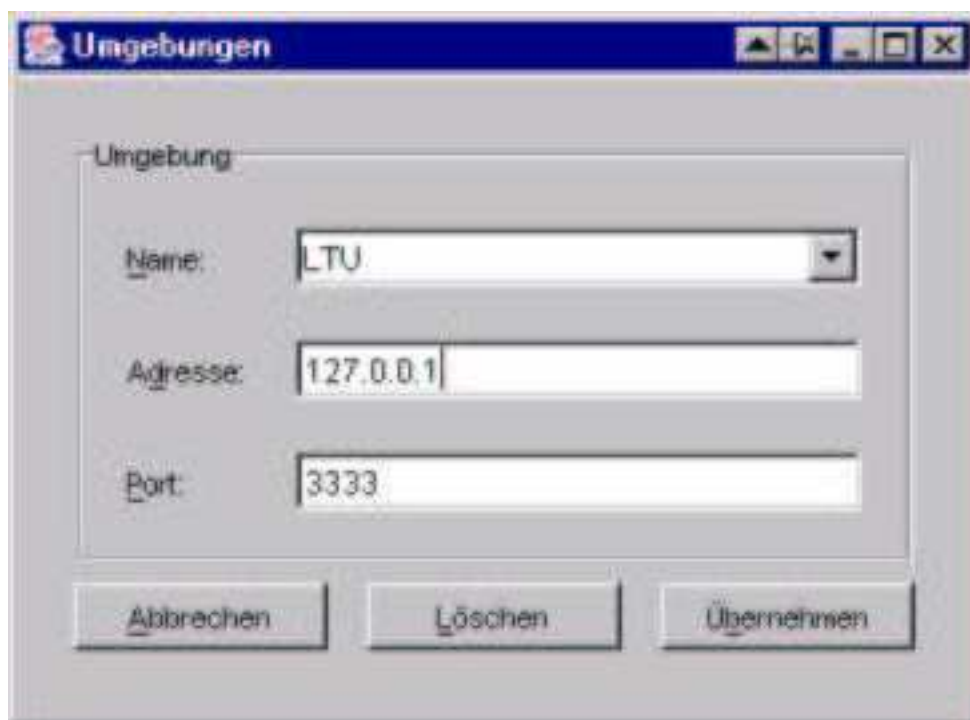 Umgebungen
Umgebung
Name: LTU
Adresse: 127.0.0.1
Port: 3333
Abbrechen Löschen Übernehmen